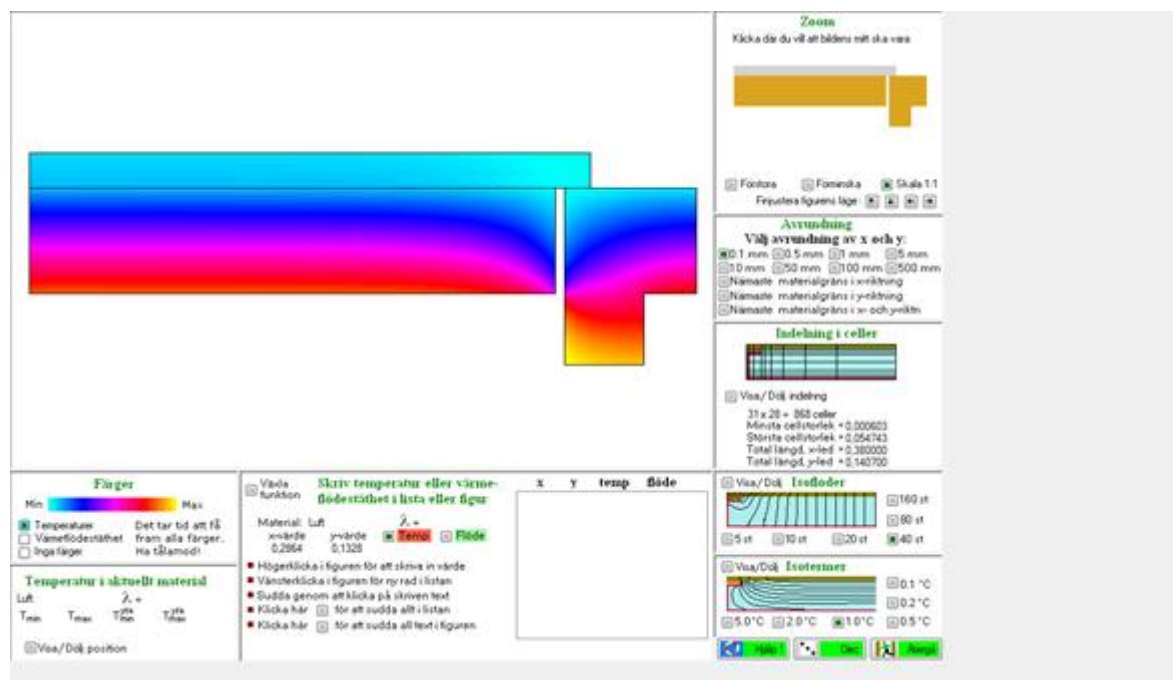 Zoom
Klicka där du vill att bildens mitt ska vara
Förstora
Förminska
Skala 1:1
Finjustera figurens läge
Avrundning
Välj avrundning av x och y:
0.1 mm 0.5 mm 1 mm 5 mm
10 mm 50 mm 100 mm 500 mm
Närmaste materialgräns i x-riktning
Närmaste materialgräns i y-riktning
Närmaste materialgräns i x- och y-riktn
Indelning i celler
Visa/Dölj indelning
31 x 28 = 868 celler
Minsta cellstorlek = 0,000603
Största cellstorlek = 0,054743
Total längd, x-led = 0,380000
Total längd, y-led = 0,140700
Färger
Min Max
Temperaturer
Värmeflödestäthet
Inga färger
Det tar tid att få
fram alla färger.
Ha tålamod!
Temperatur i aktuellt material
Luft λ =
Tmin Tmax Tmin yta Tmax yta
Visa/Dölj position
Växla
funktion
Skriv temperatur eller värme-
flödestäthet i lista eller figur
Material: Luft λ =
x-värde y-värde Temp Flöde
0,2864 0,1328
Högerklicka i figuren för att skriva in värde
Vänsterklicka i figuren för ny rad i listan
Sudda genom att klicka på skriven text
Klicka här för att sudda allt i listan
Klicka här för att sudda all text i figuren
x y temp flöde
Visa/Dölj Isoflöder
160 st
80 st
5 st 10 st 20 st 40 st
Visa/Dölj Isotermer
0.1 °C
0.2 °C
5.0 °C 2.0 °C 1.0 °C 0.5 °C
Hjälp !
Avsgå